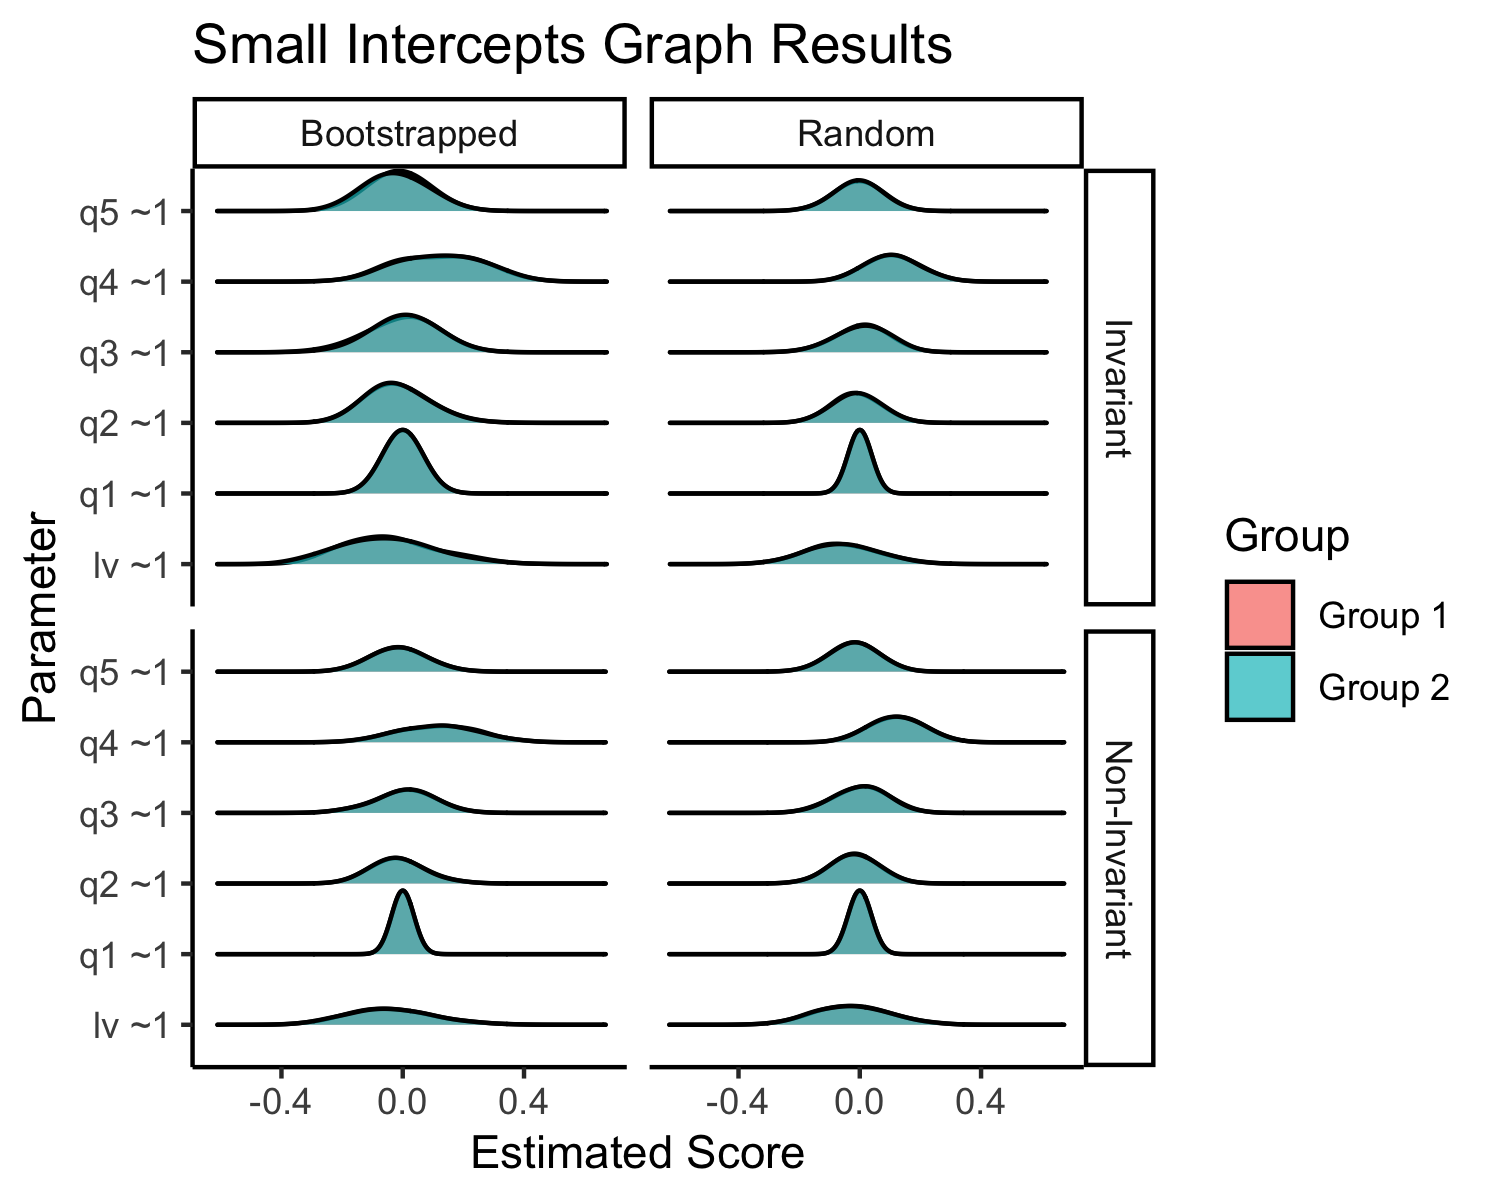 Small Intercepts Graph Results
Bootstrapped
Random
q5 ~1
q4 ~1
q3 ~1
q2 ~1
q1 ~1
lv ~1
Invariant
q5 ~1
q4 ~1
q3 ~1
q2 ~1
q1 ~1
lv ~1
Non-Invariant
Parameter
-0.4 0.0 0.4
-0.4 0.0 0.4
Estimated Score
Group
Group 1
Group 2